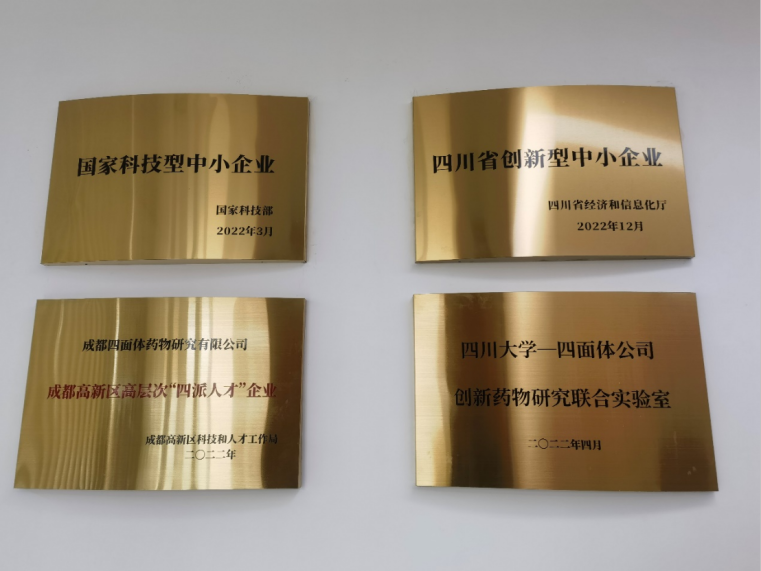 国家科技型中小企业
国家科技部
2022年3月
四川省创新型中小企业
四川省经济和信息化厅
2022年12月
成都四面体药物研究有限公司
成都高新区高层次“四派人才”企业
成都高新区科技和人才工作局
二〇二二年
四川大学—四面体公司
创新药物研究联合实验室
二〇二二年四月